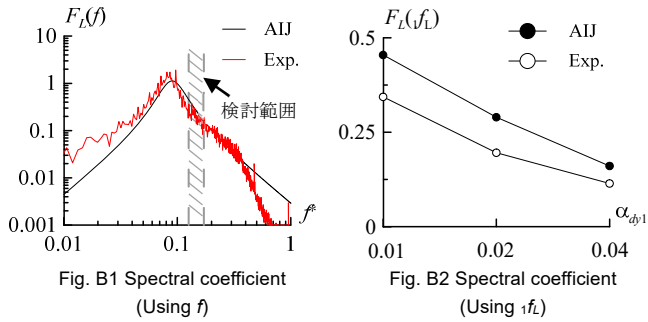 F_L(f)
10
1
0.1
0.01
0.001
0.01
0.1
1
f*
AIJ
Exp.
検討範囲
Fig. B1 Spectral coefficient
(Using f)
F_L(₁f_L)
0.5
0.25
0
0.01
0.02
0.04
α_dy1
AIJ
Exp.
Fig. B2 Spectral coefficient
(Using ₁f_L)